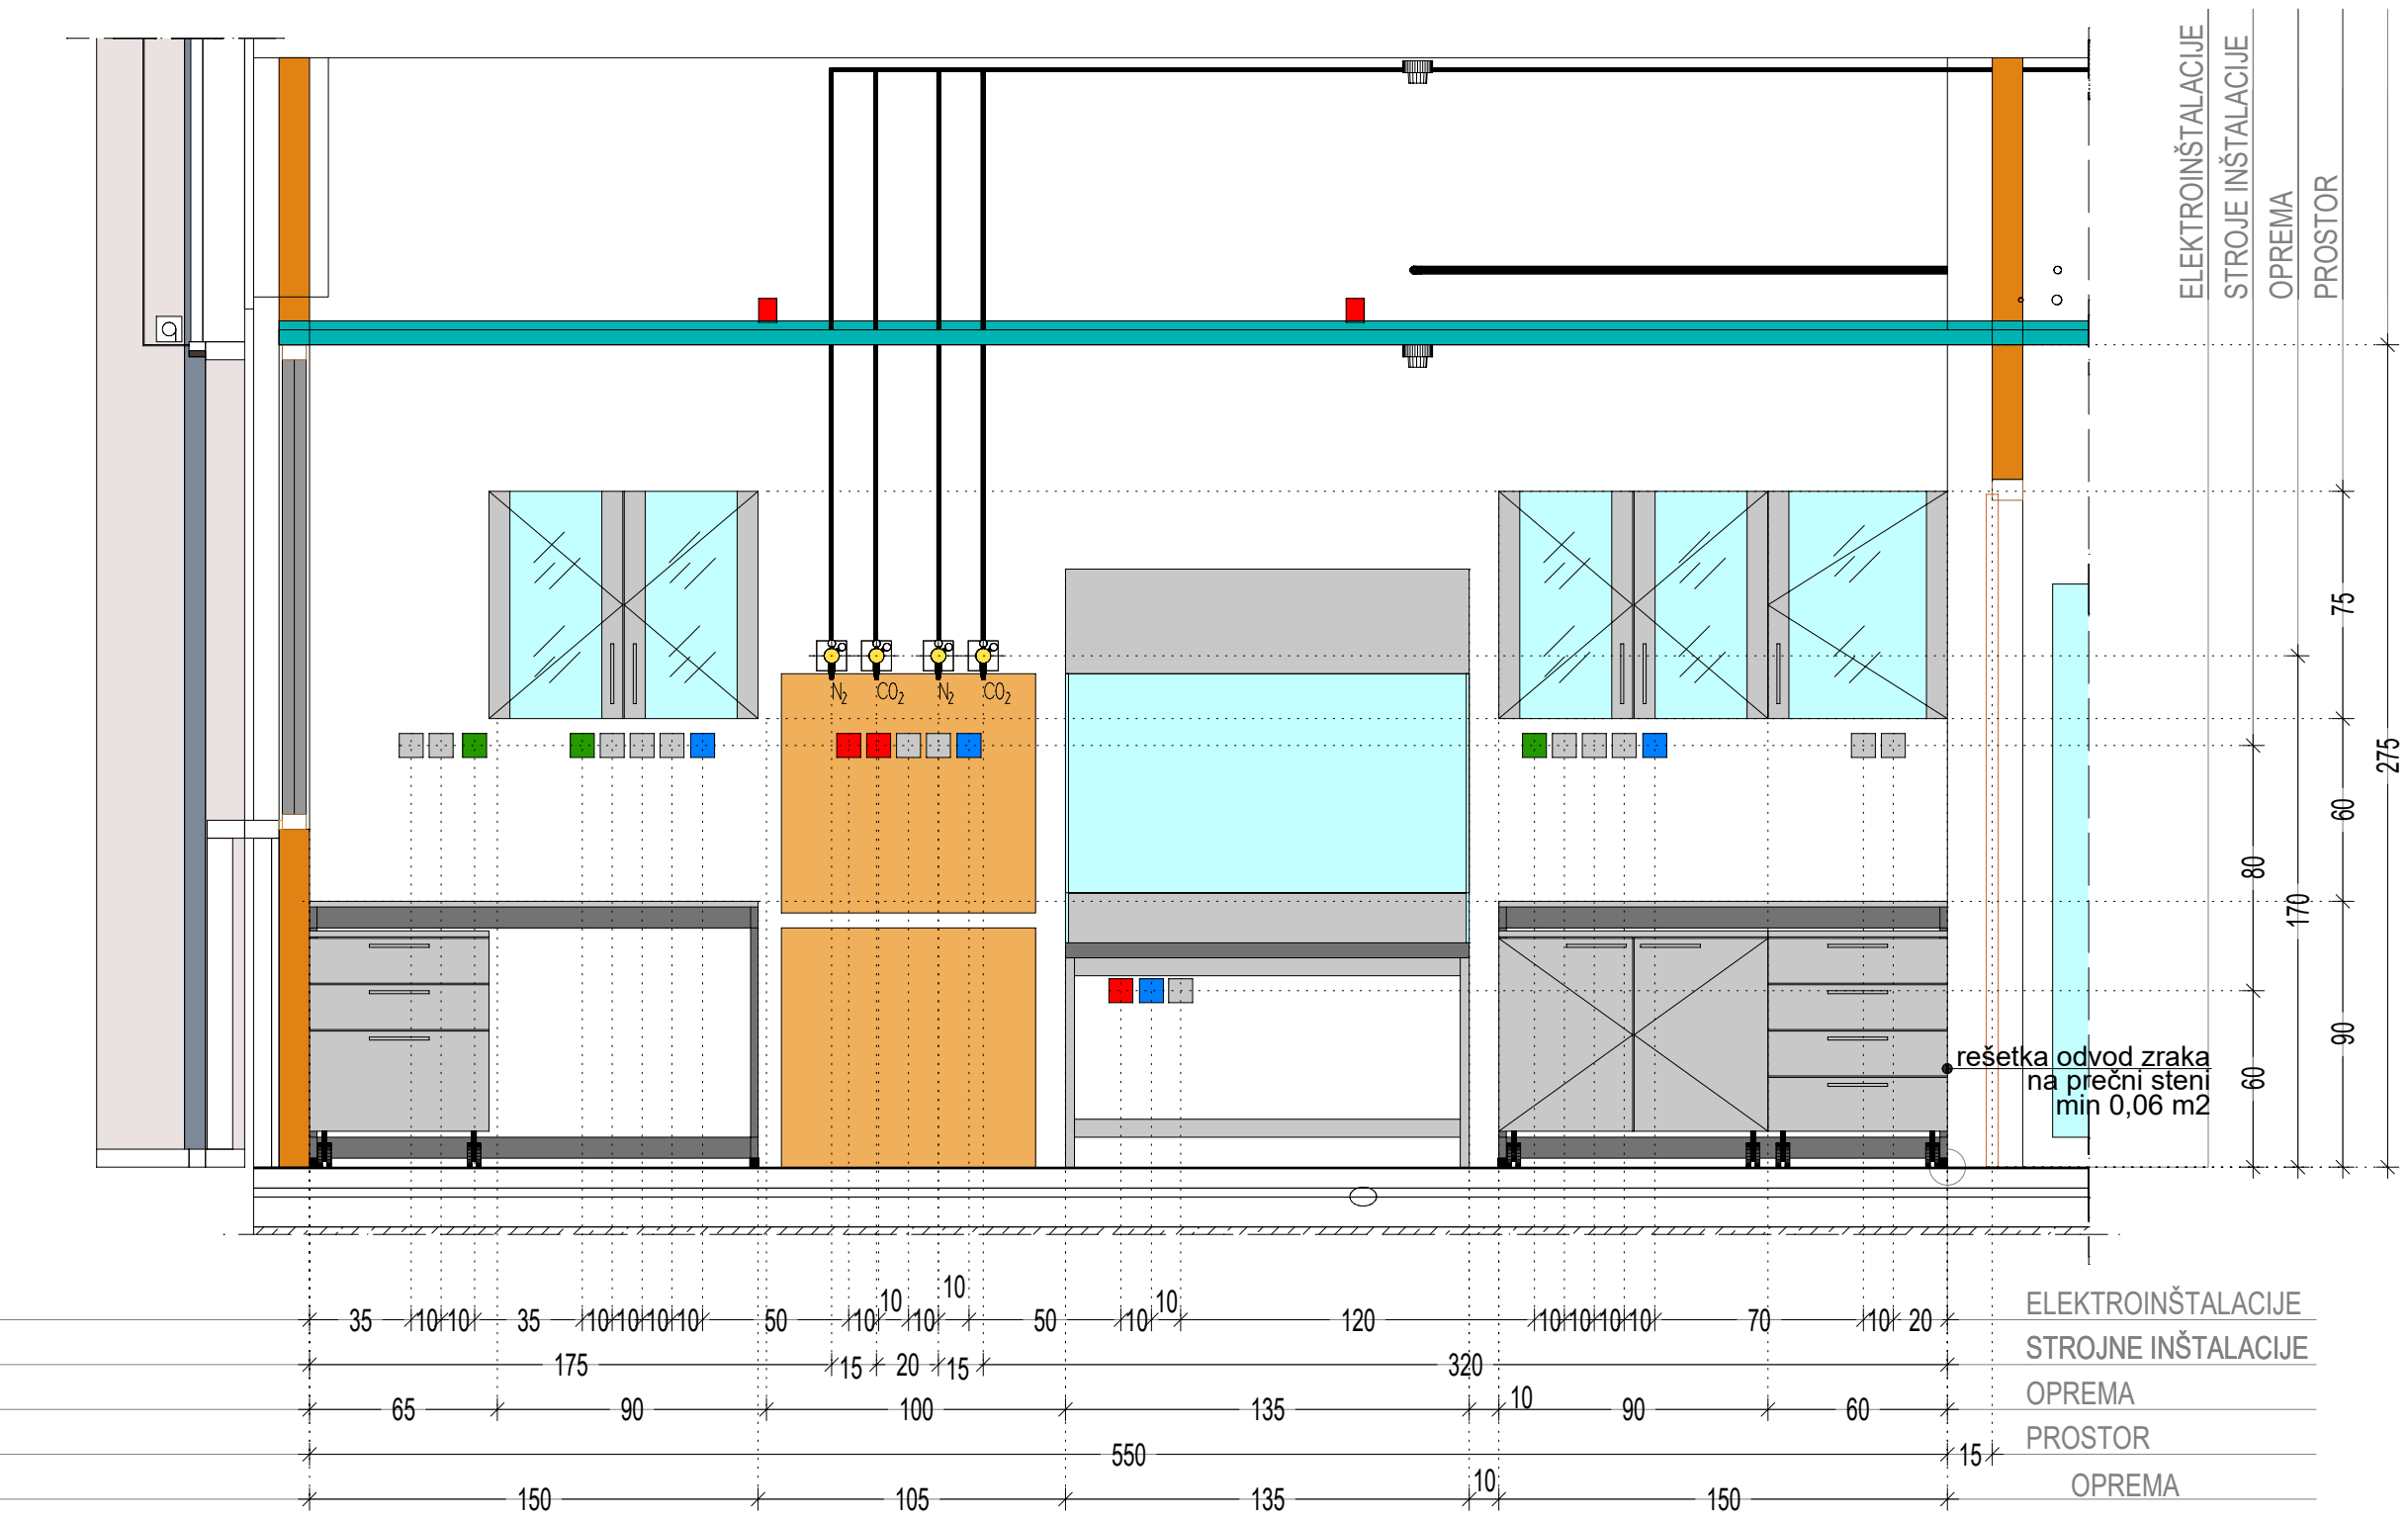 ELEKTROINŠTALACIJE
STROJE INŠTALACIJE
OPREMA
PROSTOR
N2 CO2 N2 CO2
75
60
90
275
170
80
60
rešetka odvod zraka
na prečni steni
min 0,06 m2
35 10 10 35 10 10 10 10 50 10 10 10 10 50 10 10 120 10 10 10 10 70 10 20 ELEKTROINŠTALACIJE
175 15 20 15 320 STROJNE INŠTALACIJE
65 90 100 135 10 90 60 OPREMA
550 15 PROSTOR
150 105 135 10 150 OPREMA